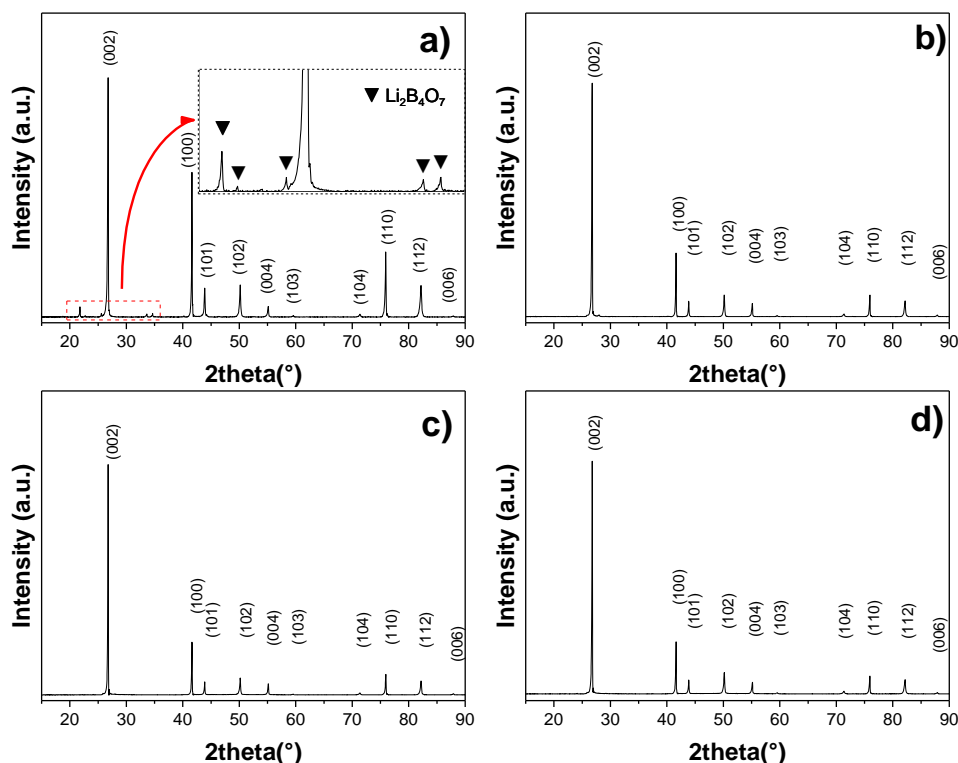 a)
(002)
▼ Li₂B₄O₇
(100)
(101)
(102)
(004)
(103)
(104)
(110)
(112)
(006)
Intensity (a.u.)
20 30 40 50 60 70 80 90
2theta(°)
b)
(002)
(100)
(101)
(102)
(004)
(103)
(104)
(110)
(112)
(006)
Intensity (a.u.)
20 30 40 50 60 70 80 90
2theta(°)
c)
(002)
(100)
(101)
(102)
(004)
(103)
(104)
(110)
(112)
(006)
Intensity (a.u.)
20 30 40 50 60 70 80 90
2theta(°)
d)
(002)
(100)
(101)
(102)
(004)
(103)
(104)
(110)
(112)
(006)
Intensity (a.u.)
20 30 40 50 60 70 80 90
2theta(°)